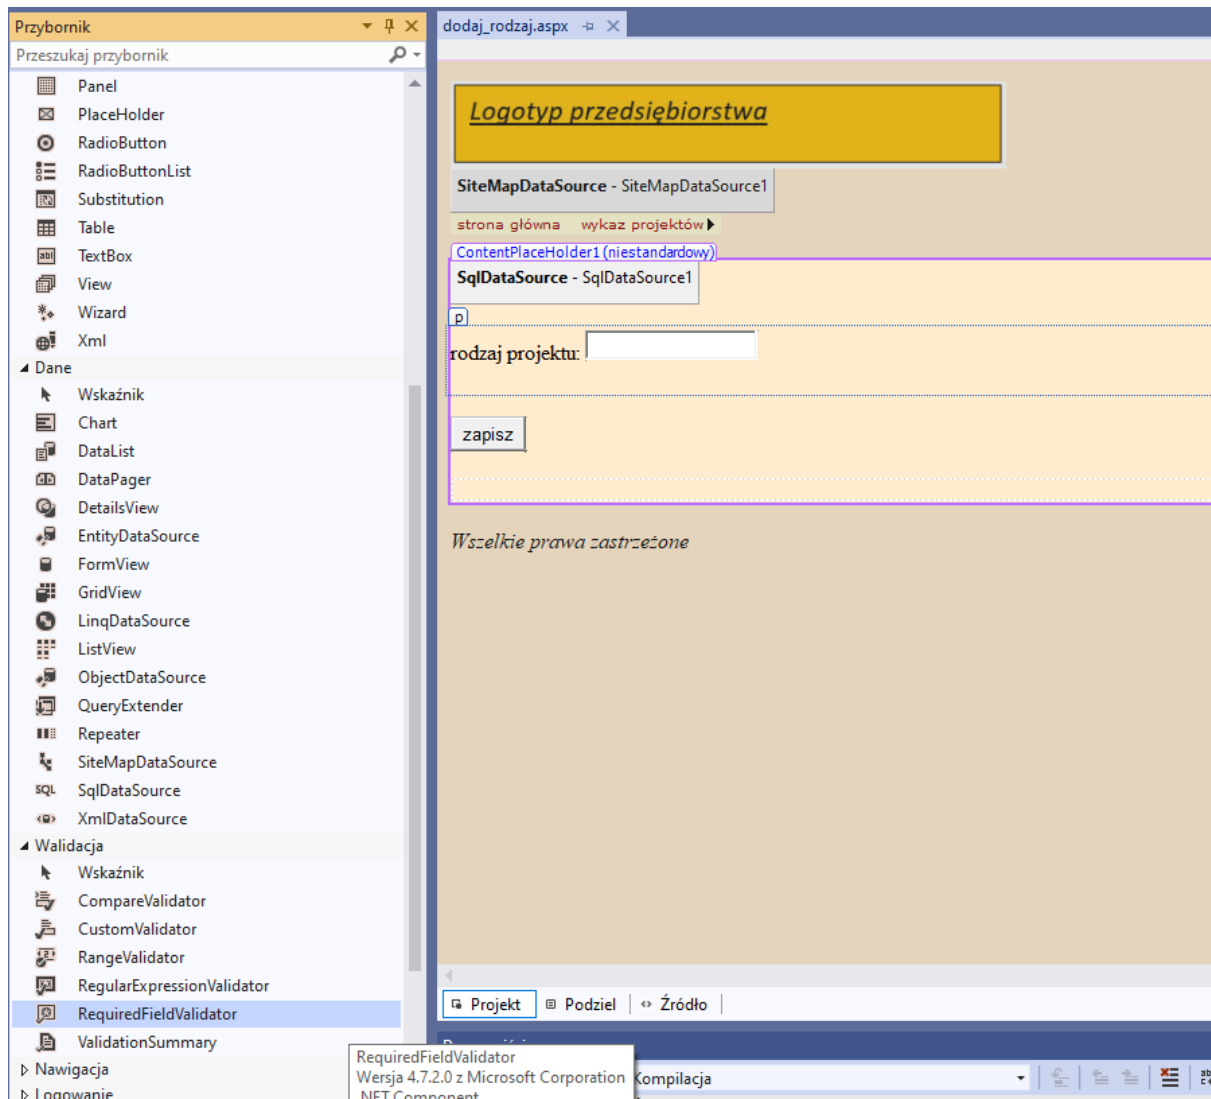 Przybornik
Przeszukaj przybornik
Panel
PlaceHolder
RadioButton
RadioButtonList
Substitution
Table
TextBox
View
Wizard
Xml
Dane
Wskaźnik
Chart
DataList
DataPager
DetailsView
EntityDataSource
FormView
GridView
LinqDataSource
ListView
ObjectDataSource
QueryExtender
Repeater
SiteMapDataSource
SqlDataSource
XmlDataSource
Walidacja
Wskaźnik
CompareValidator
CustomValidator
RangeValidator
RegularExpressionValidator
RequiredFieldValidator
ValidationSummary
Nawigacja
Logowanie
RequiredFieldValidator
Wersja 4.7.2.0 z Microsoft Corporation
.NET Component
dodaj_rodzaj.aspx
Logotyp przedsiębiorstwa
SiteMapDataSource - SiteMapDataSource1
strona główna wykaz projektów
ContentPlaceHolder1 (niestandardowy)
SqlDataSource - SqlDataSource1
p
rodzaj projektu:
zapisz
Wszelkie prawa zastrzeżone
Projekt Podziel Źródło
Kompilacja